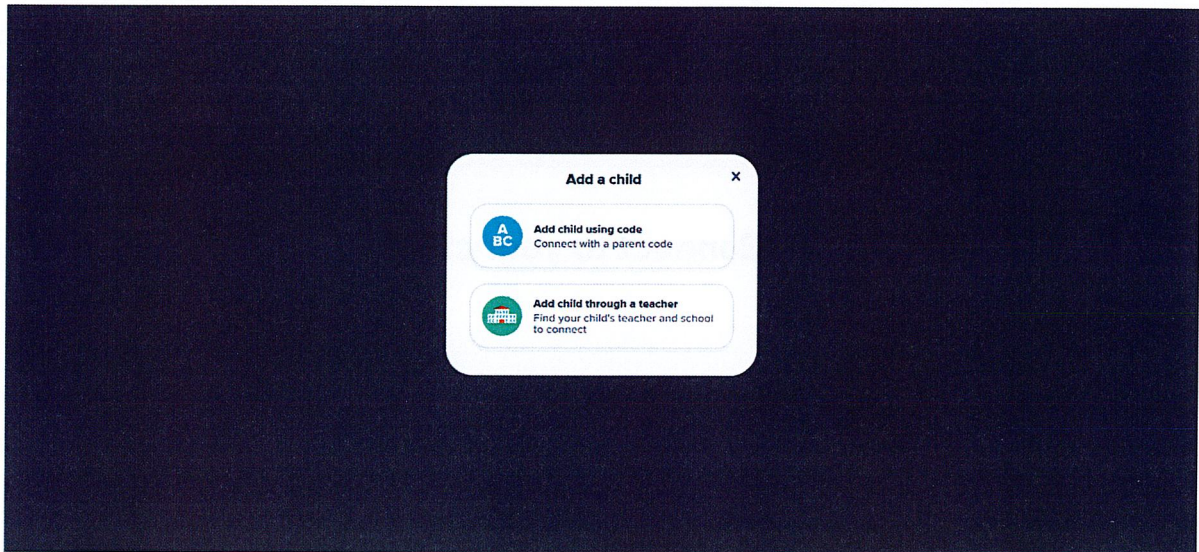 Add a child
X
A
BC
Add child using code
Connect with a parent code
Add child through a teacher
Find your child's teacher and school
to connect